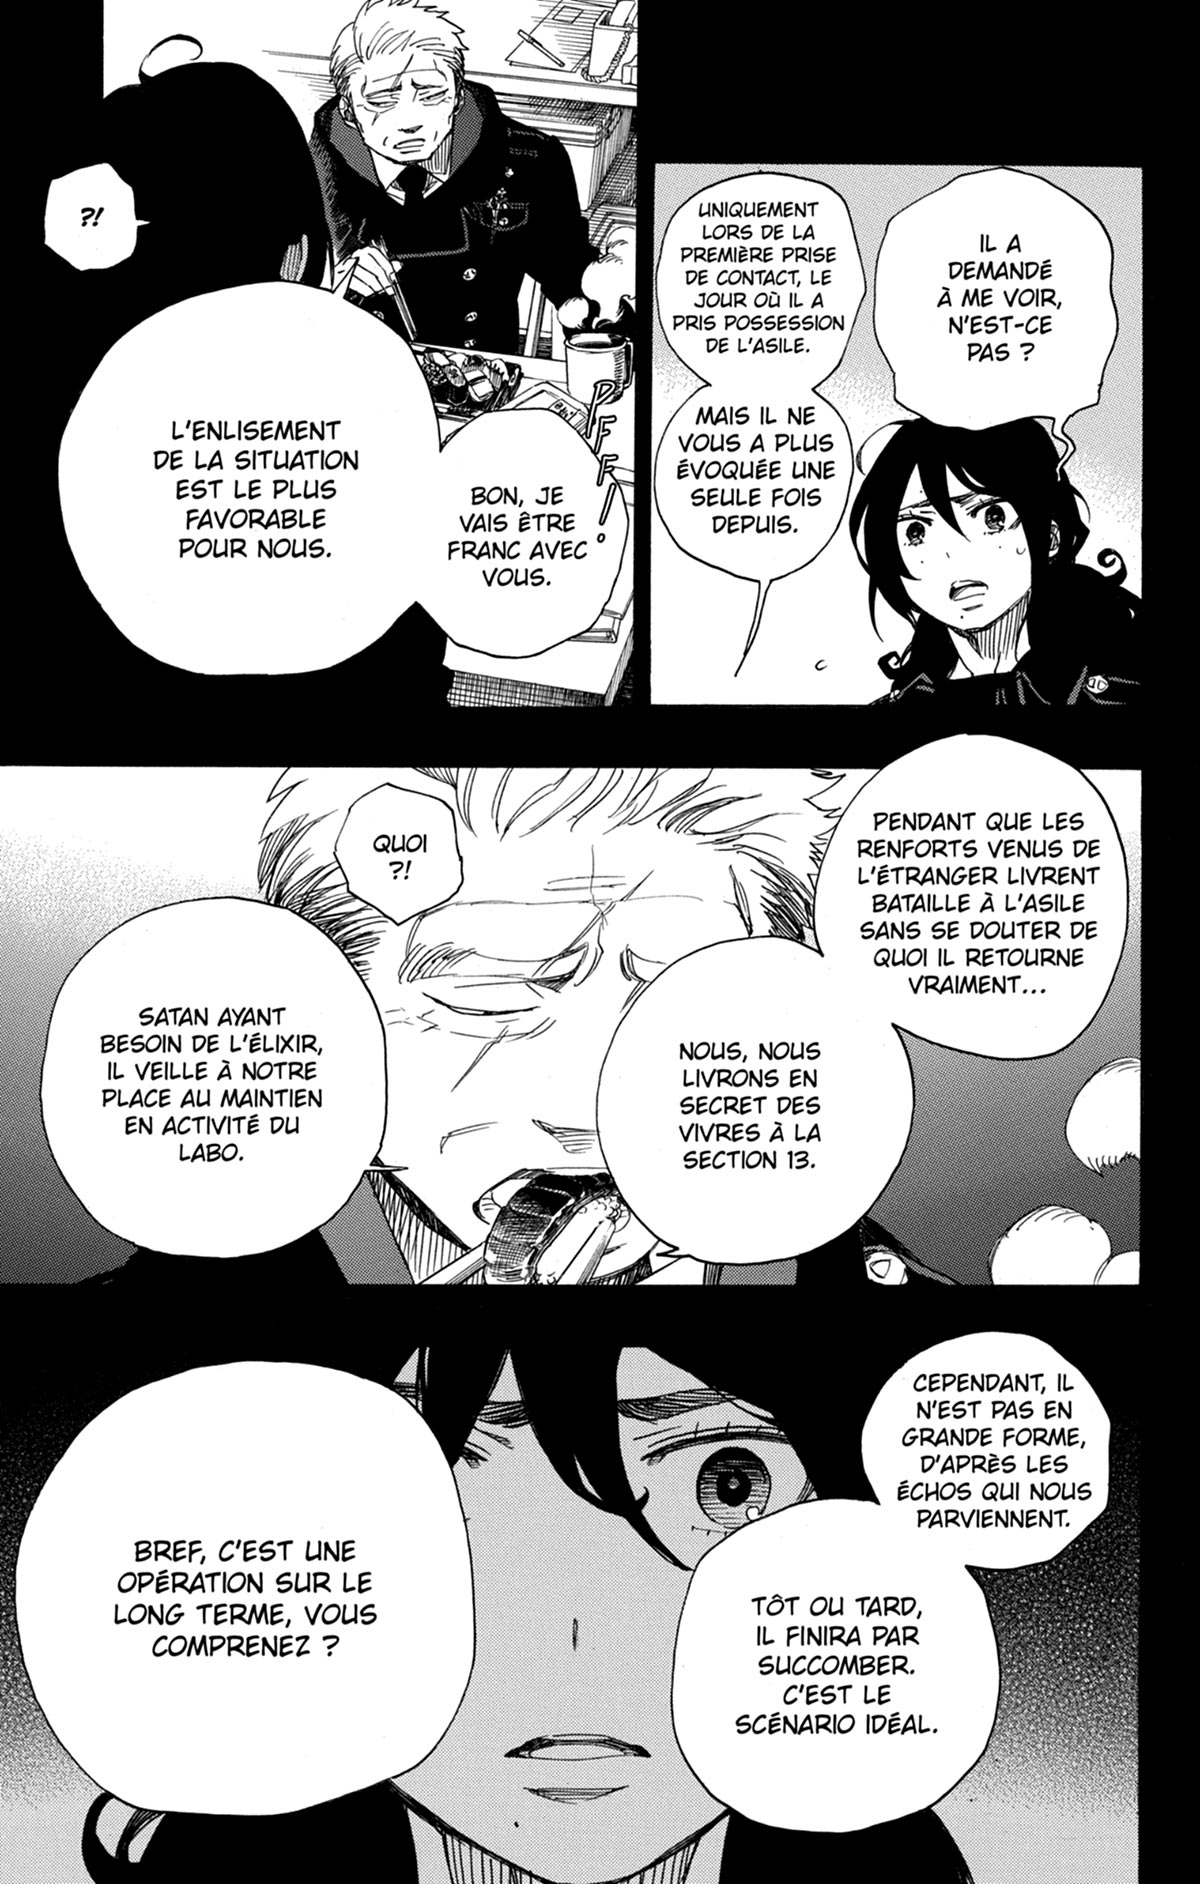 IL A
DEMANDÉ
À ME VOIR,
N'EST-CE
PAS ?
UNIQUEMENT
LORS DE LA
PREMIÈRE PRISE
DE CONTACT, LE
JOUR OÙ IL A
PRIS POSSESSION
DE L'ASILE.
MAIS IL NE
VOUS A PLUS
ÉVOQUÉE UNE
SEULE FOIS
DEPUIS.
PFF!。
BON, JE
VAIS ÊTRE
FRANC AVEC
VOUS.
L'ENLISEMENT
DE LA SITUATION
EST LE PLUS
FAVORABLE
POUR NOUS.
?!
PENDANT QUE LES
RENFORTS VENUS DE
L'ÉTRANGER LIVRENT
BATAILLE À L'ASILE
SANS SE DOUTER DE
QUOI IL RETOURNE
VRAIMENT...
NOUS, NOUS
LIVRONS EN
SECRET DES
VIVRES À LA
SECTION 13.
QUOI
?!
SATAN AYANT
BESOIN DE L'ÉLIXIR,
IL VEILLE À NOTRE
PLACE AU MAINTIEN
EN ACTIVITÉ DU
LABO.
CEPENDANT, IL
N'EST PAS EN
GRANDE FORME,
D'APRÈS LES
ÉCHOS QUI NOUS
PARVIENNENT.
TÔT OU TARD,
IL FINIRA PAR
SUCCOMBER.
C'EST LE
SCÉNARIO IDÉAL.
BREF, C'EST UNE
OPÉRATION SUR LE
LONG TERME, VOUS
COMPRENEZ ?